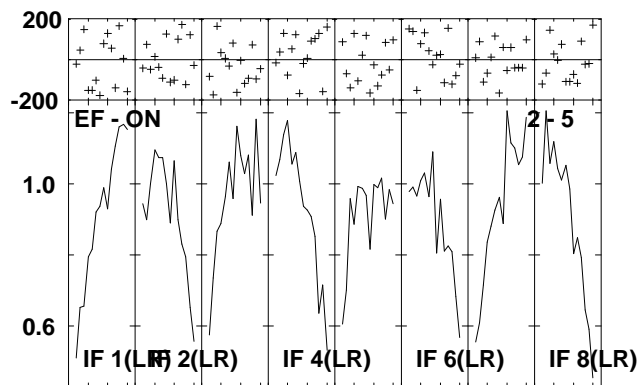 200
-200
EF - ON 2 - 5
1.0
0.6
IF 1(LR) IF 2(LR) IF 4(LR) IF 6(LR) IF 8(LR)